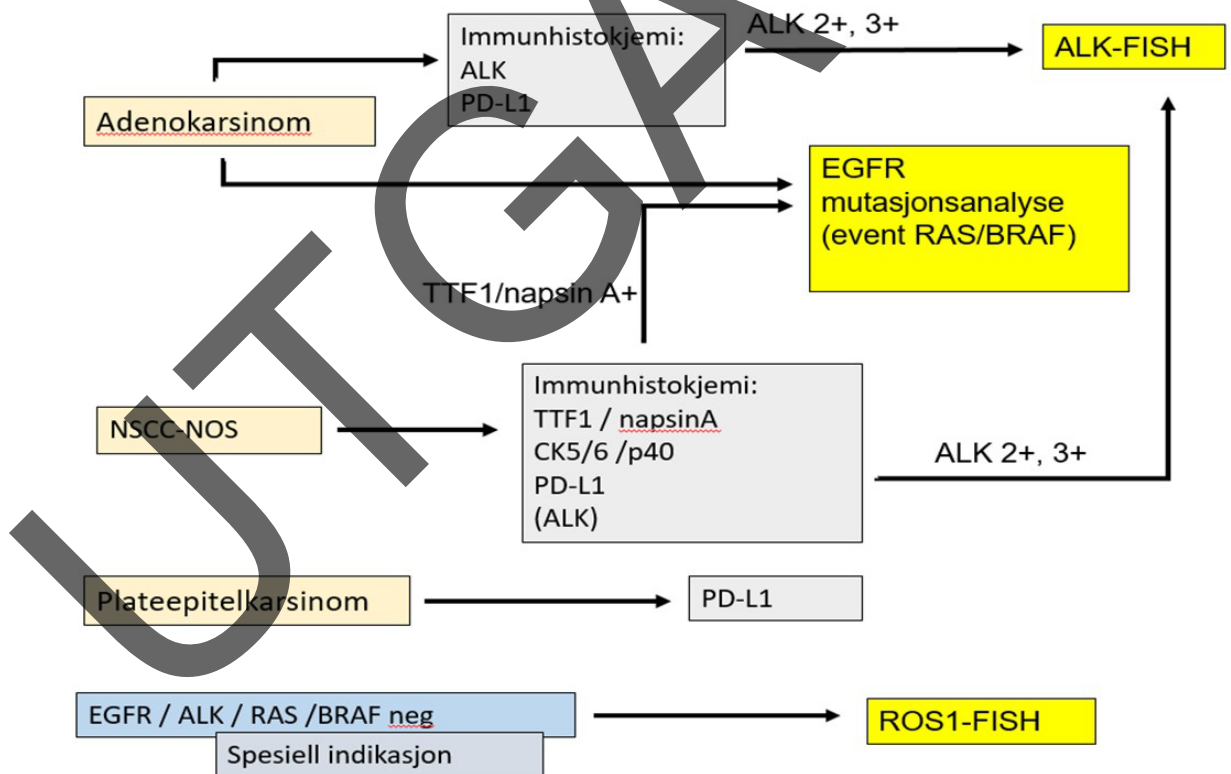 Immunhistokjemi:
ALK
PD-L1
ALK 2+, 3+
ALK-FISH
Adenokarsinom
EGFR
mutasjonsanalyse
(event RAS/BRAF)
TTF1/napsin A+
NSCC-NOS
Immunhistokjemi:
TTF1 / napsinA
CK5/6 /p40
PD-L1
(ALK)
ALK 2+, 3+
Plateepitelkarsinom
PD-L1
EGFR / ALK / RAS /BRAF neg
Spesiell indikasjon
ROS1-FISH
UTGA